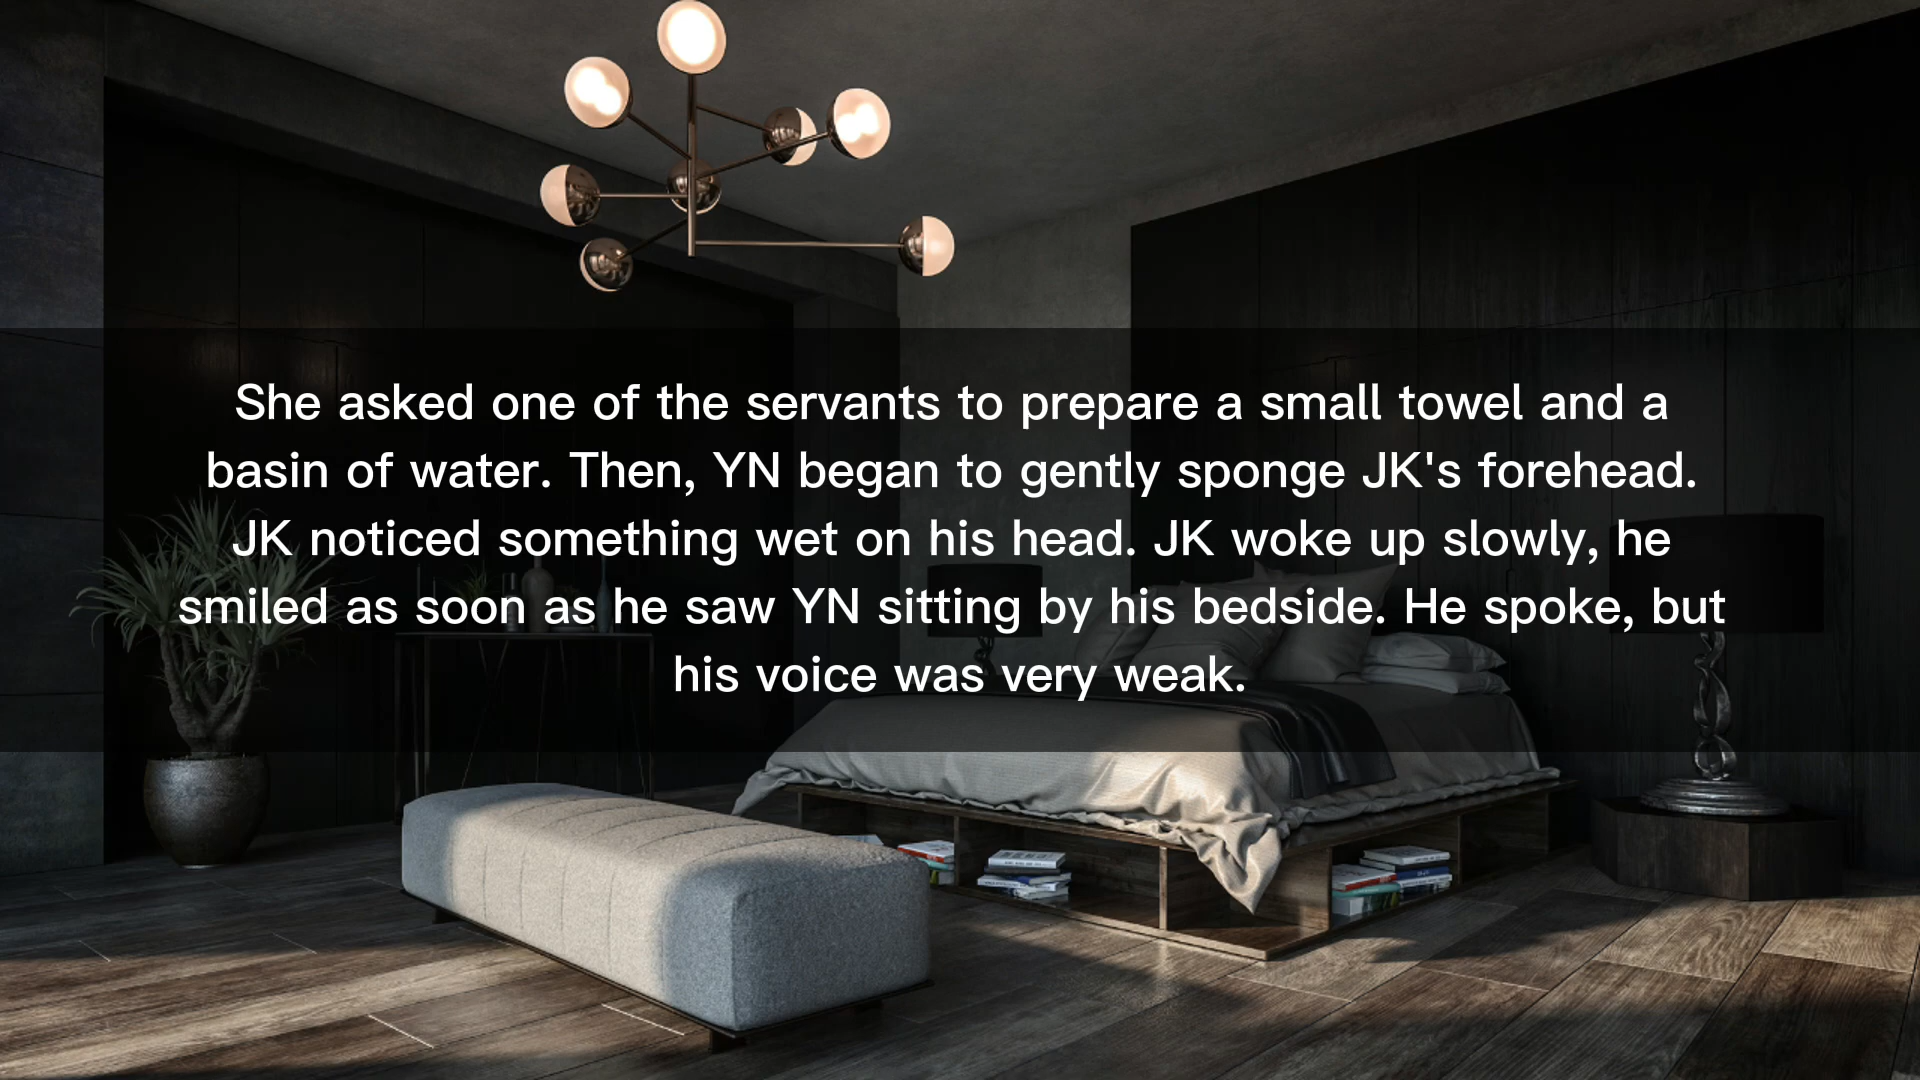 She asked one of the servants to prepare a small towel and a
basin of water. Then, YN began to gently sponge JK's forehead.
JK noticed something wet on his head. JK woke up slowly, he
smiled as soon as he saw YN sitting by his bedside. He spoke, but
his voice was very weak.